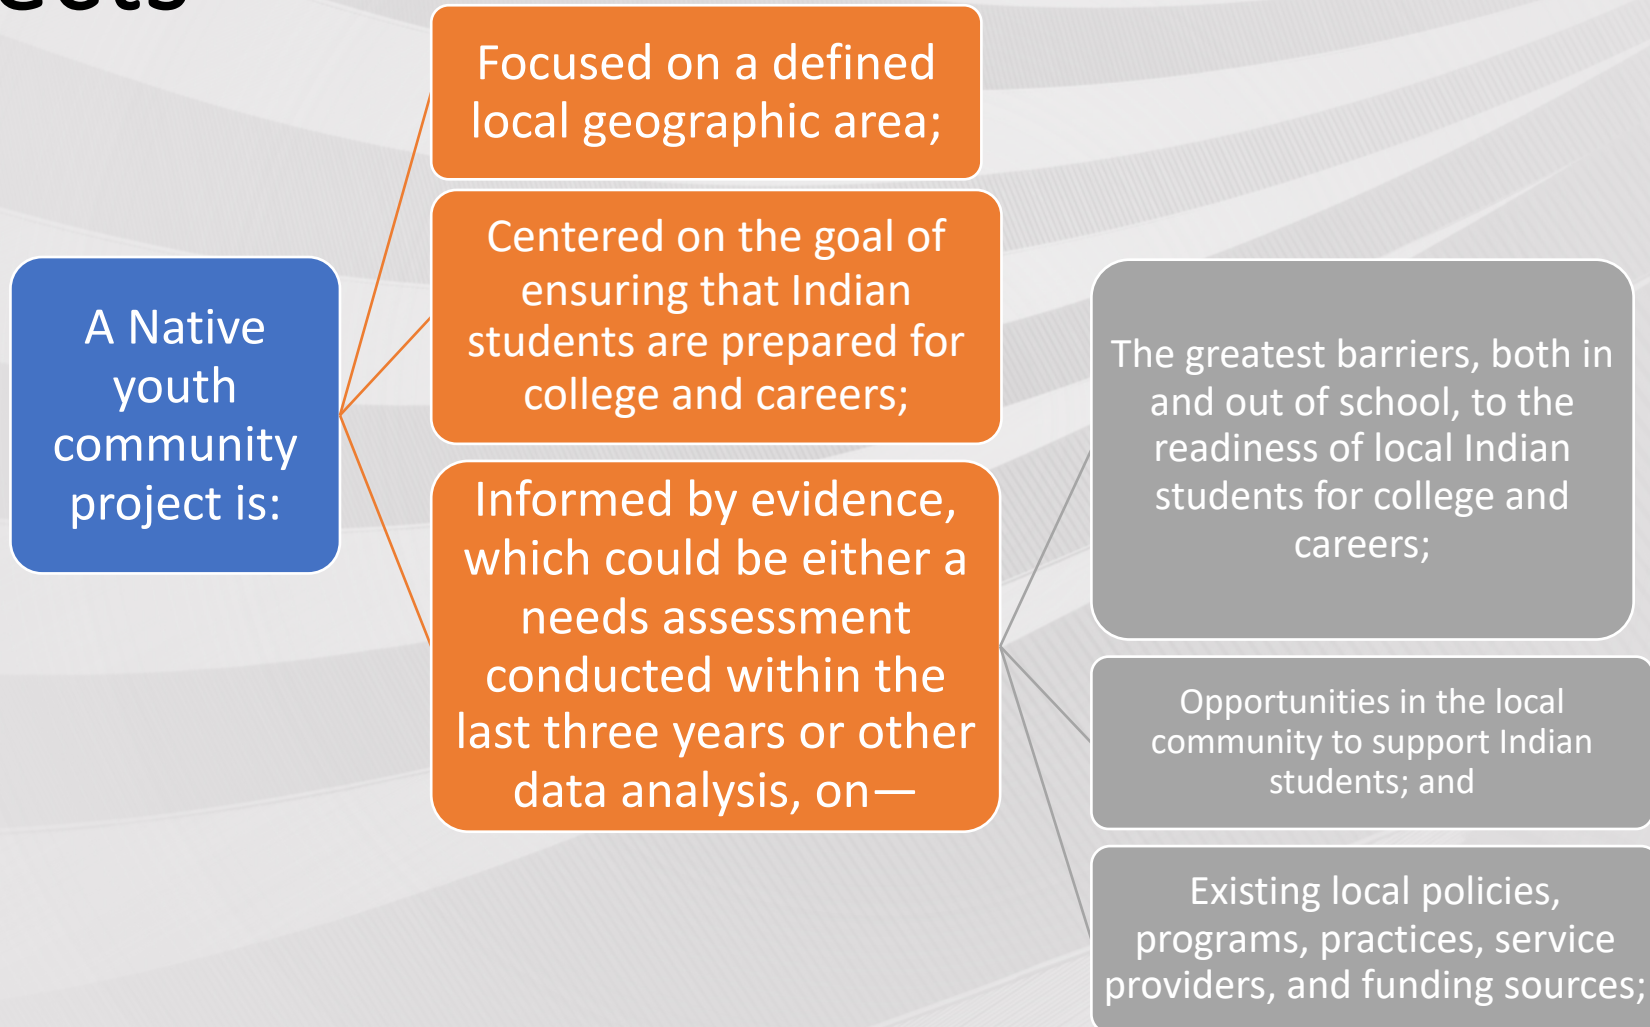 A Native
youth
community
project is:
Focused on a defined
local geographic area;
Centered on the goal of
ensuring that Indian
students are prepared for
college and careers;
Informed by evidence,
which could be either a
needs assessment
conducted within the
last three years or other
data analysis, on—
The greatest barriers, both in
and out of school, to the
readiness of local Indian
students for college and
careers;
Opportunities in the local
community to support Indian
students; and
Existing local policies,
programs, practices, service
providers, and funding sources;